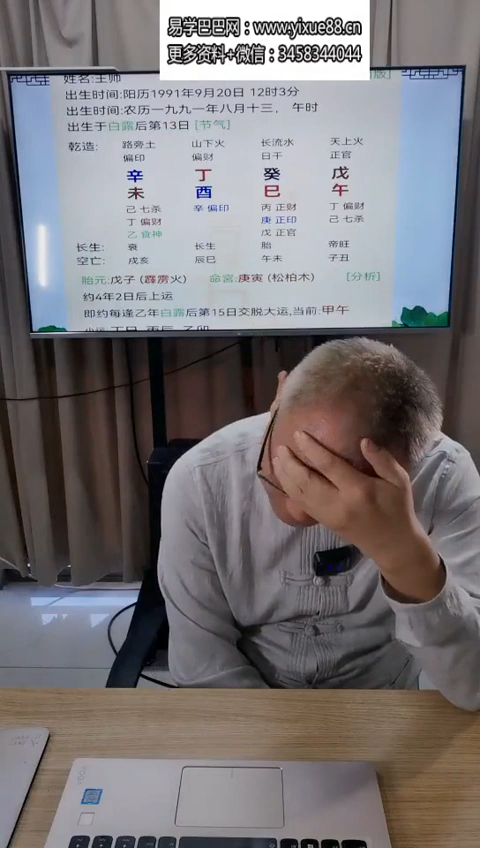 易学巴巴网：www.yixue88.cn
更多资料+微信：3458344044
版]
出生时间:阳历1991年9月20日 12时3分
出生时间:农历一九九一年八月十三， 午时
出生于白露后第13日 [节气]
乾造： 路旁土 山下火 长流水 天上火
偏印 偏财 日干 正官
辛 丁 癸 戊
未 酉 巳 午
己 七杀 辛 偏印 丙 正财 丁 偏财
丁 偏财 庚 正印 己 七杀
乙 食神 戊 正官
长生： 衰 长生 胎 帝旺
空亡： 戌亥 辰巳 午未 子丑
胎元:戊子 (霹雳火) 命宫:庚寅 (松柏木) [分析]
约4年2日后上运
即约每逢乙年白露后第15日交脱大运,当前:甲午